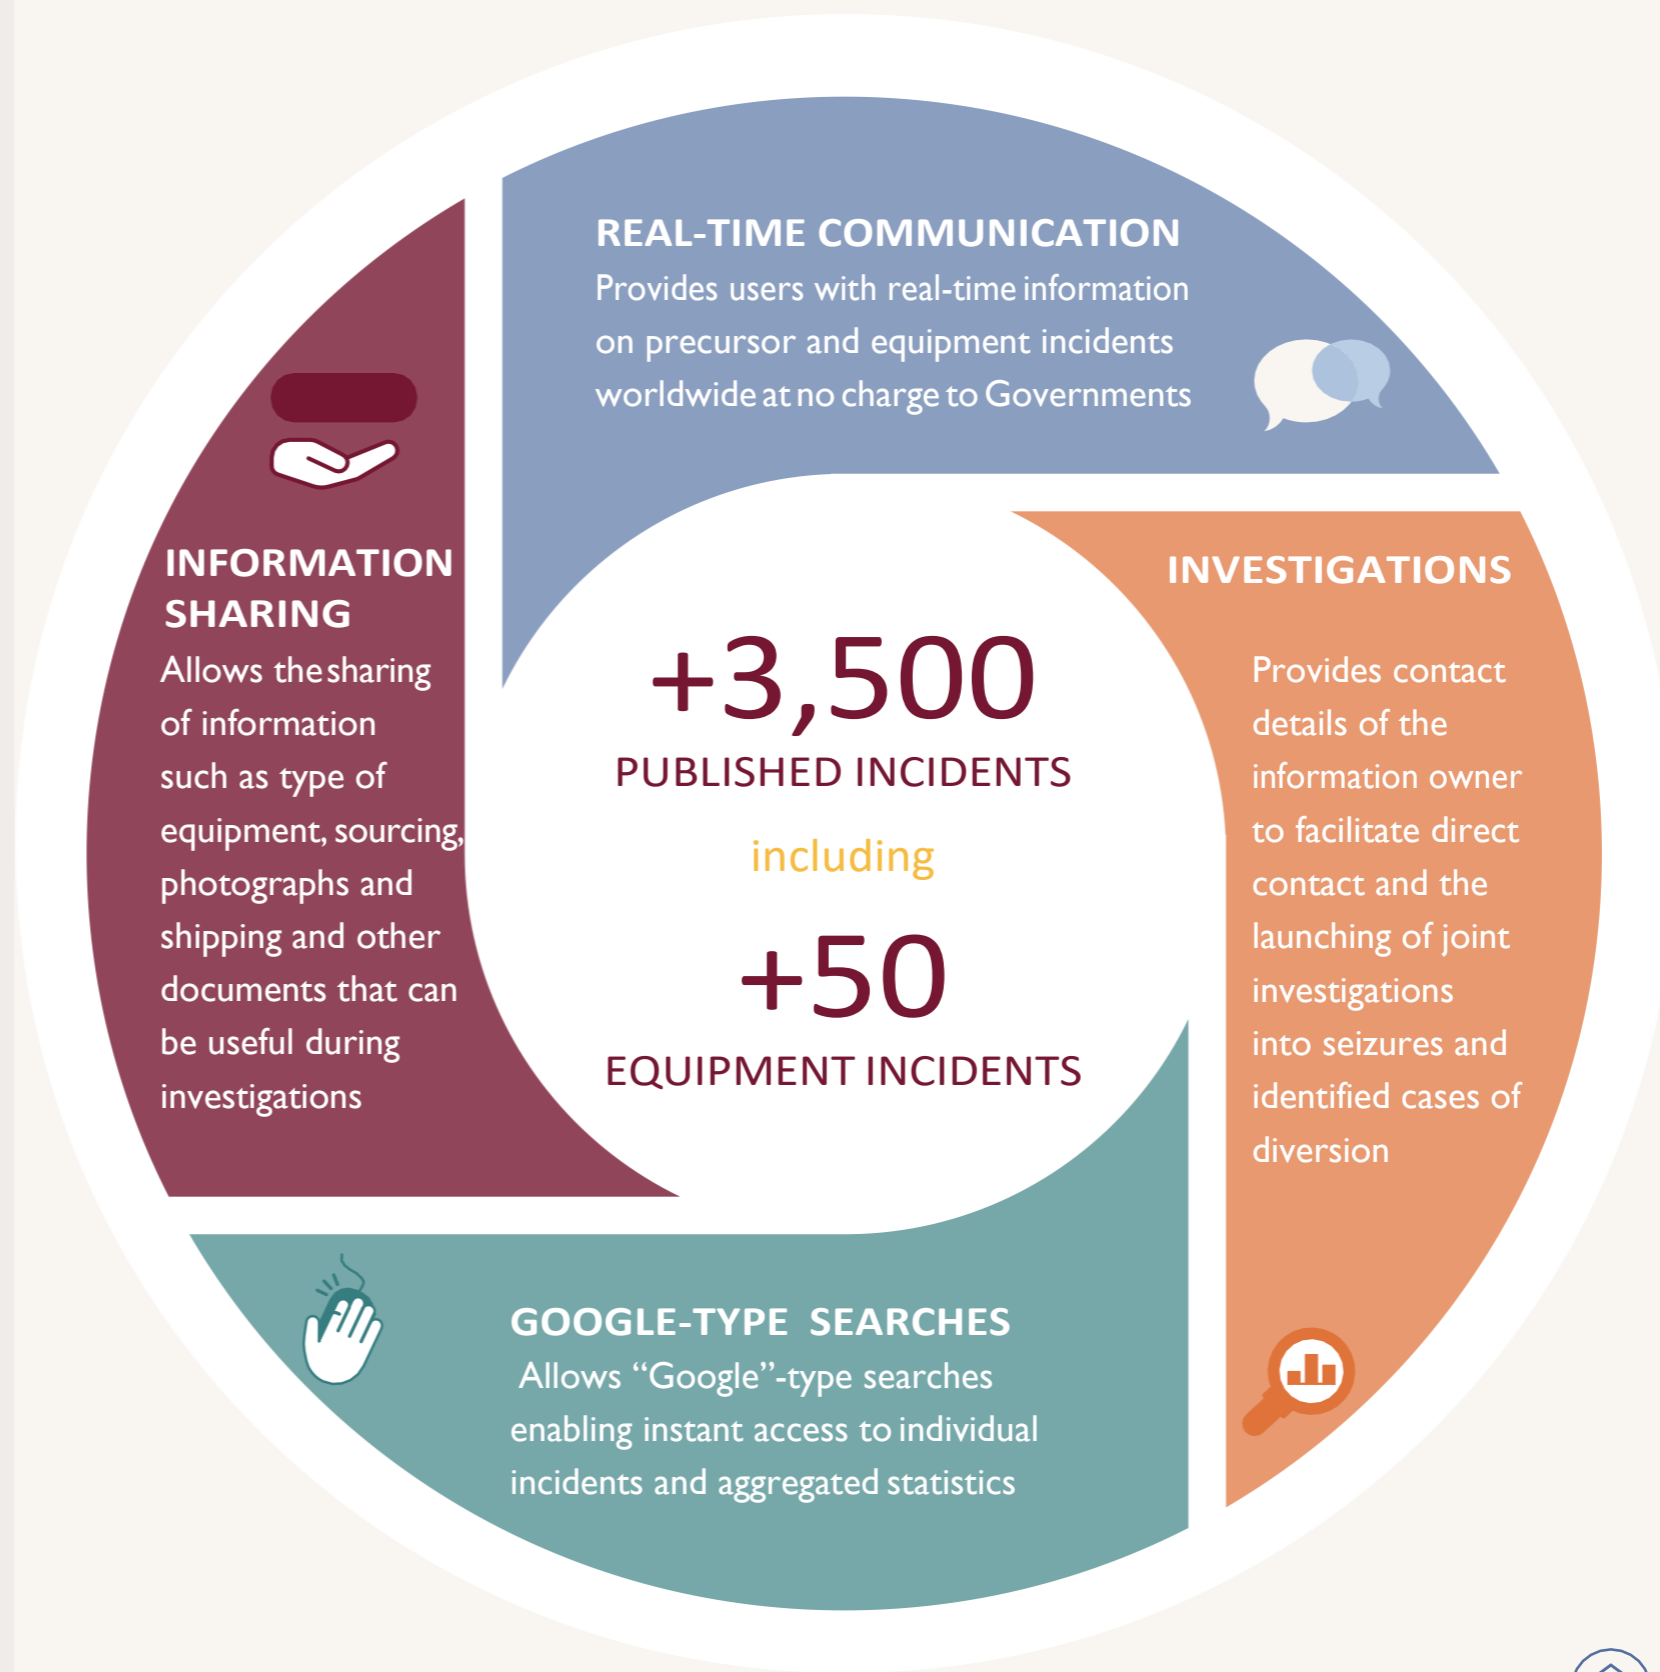 REAL-TIME COMMUNICATION
Provides users with real-time information
on precursor and equipment incidents
worldwide at no charge to Governments
INFORMATION
SHARING
Allows the sharing
of information
such as type of
equipment, sourcing,
photographs and
shipping and other
documents that can
be useful during
investigations
+3,500
PUBLISHED INCIDENTS
including
+50
EQUIPMENT INCIDENTS
INVESTIGATIONS
Provides contact
details of the
information owner
to facilitate direct
contact and the
launching of joint
investigations
into seizures and
identified cases of
diversion
GOOGLE-TYPE SEARCHES
Allows “Google”-type searches
enabling instant access to individual
incidents and aggregated statistics